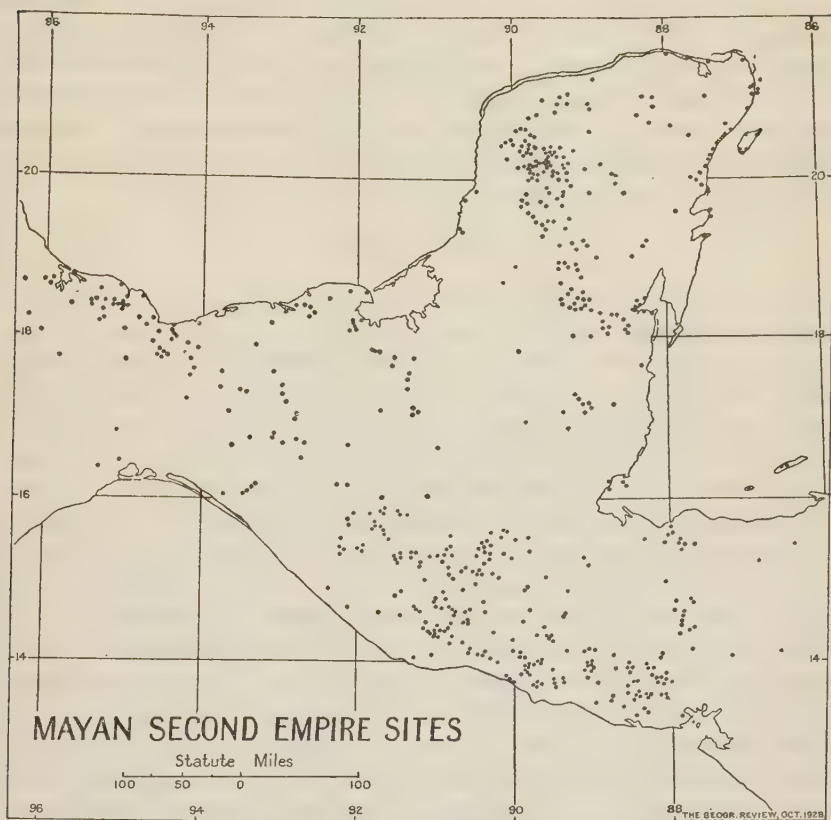 96 94 92 90 88 86
20 20
18 18
16
14 14
MAYAN SECOND EMPIRE SITES
Statute Miles
100 50 0 100
96 94 92 90 88
THE GEOGR. REVIEW, OCT. 1928